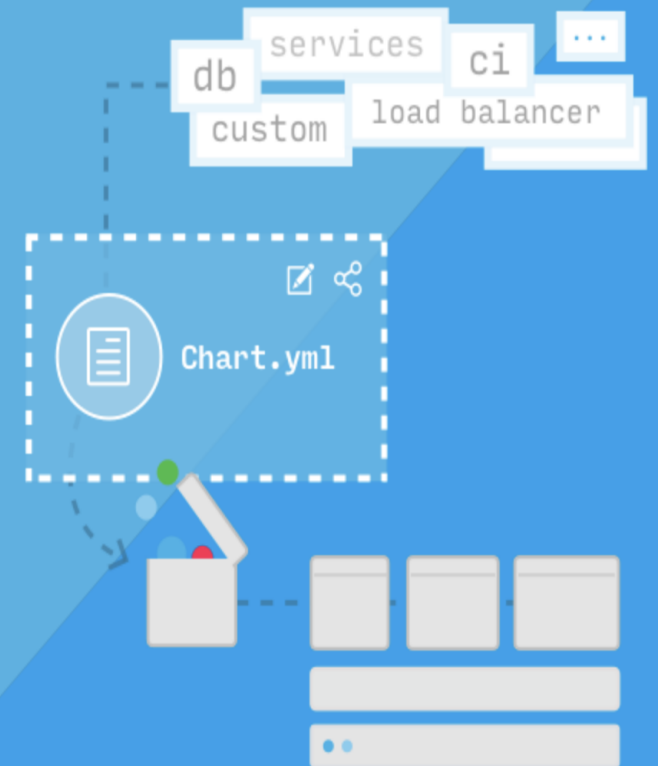 services
db
ci
...
custom
load balancer
Chart.yml